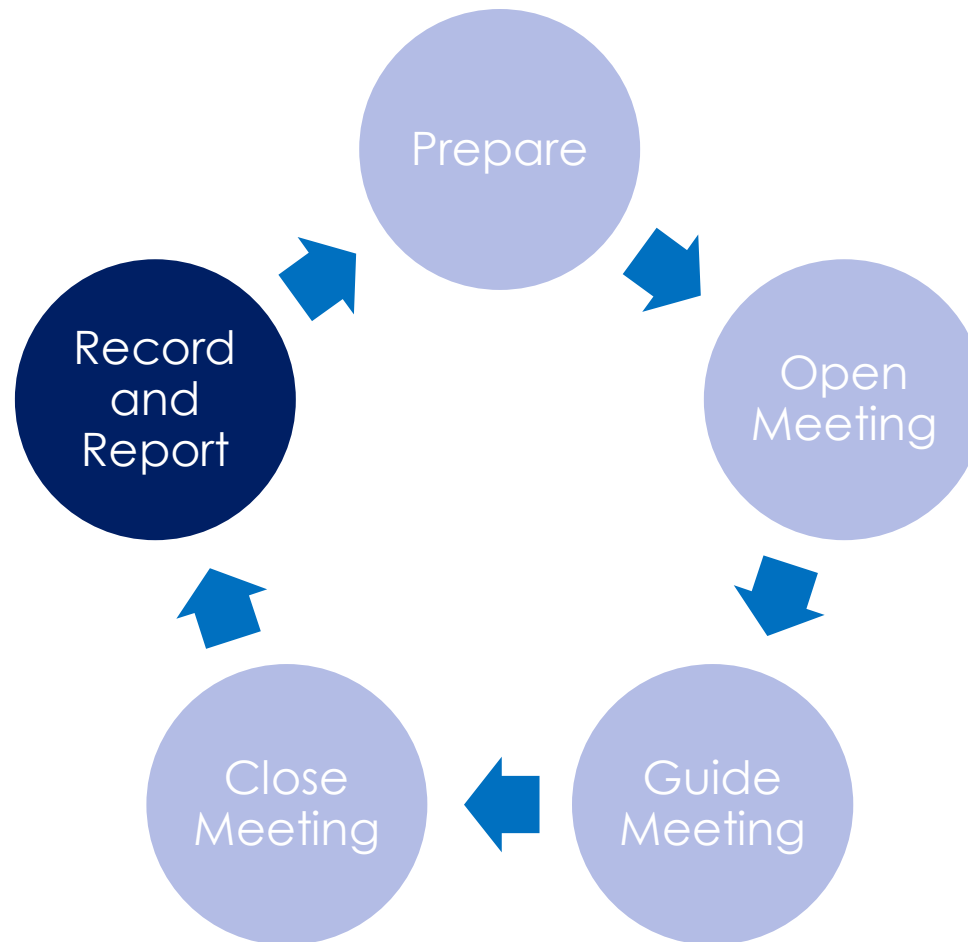 Prepare
Open
Meeting
Guide
Meeting
Close
Meeting
Record
and
Report